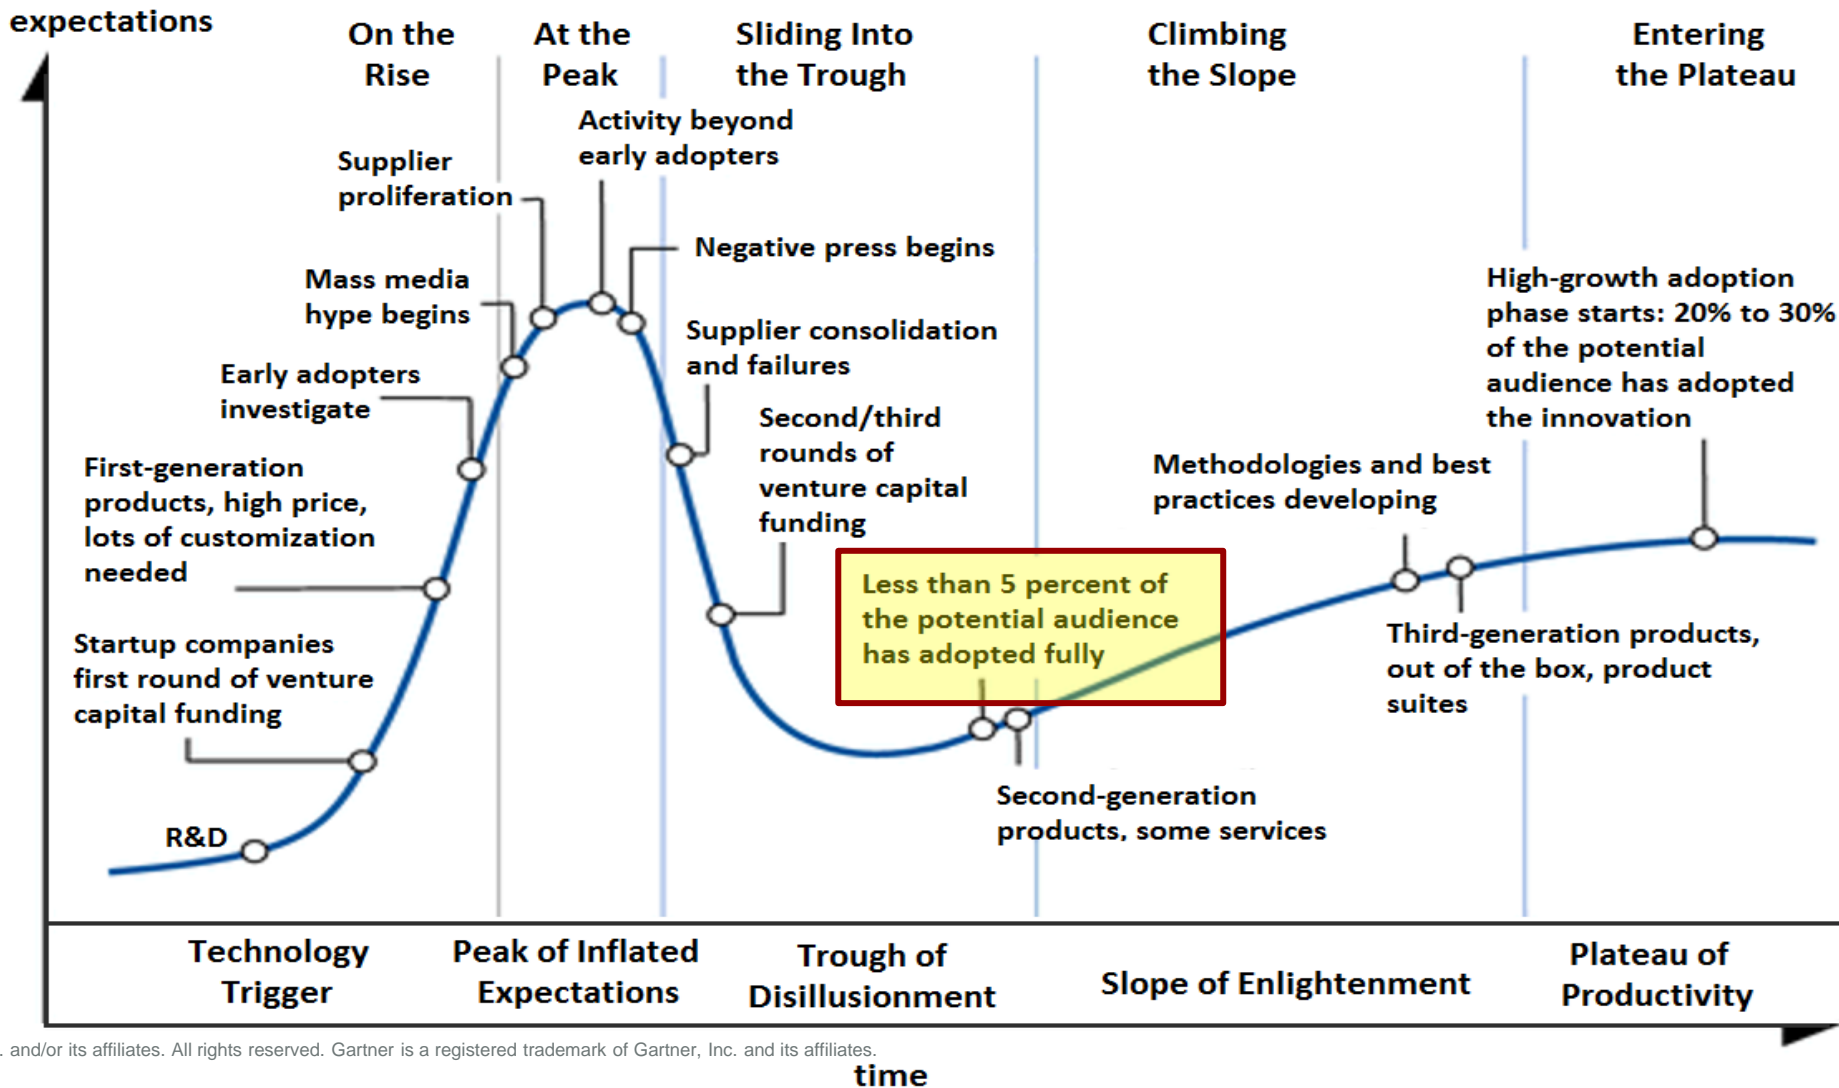 expectations
On the
Rise
At the
Peak
Sliding Into
the Trough
Climbing
the Slope
Entering
the Plateau
Activity beyond
early adopters
Supplier
proliferation
Negative press begins
Mass media
hype begins
High-growth adoption
phase starts: 20% to 30%
of the potential
audience has adopted
the innovation
Supplier consolidation
and failures
Early adopters
investigate
Second/third
rounds of
venture capital
funding
First-generation
products, high price,
lots of customization
needed
Methodologies and best
practices developing
Less than 5 percent of
the potential audience
has adopted fully
Startup companies
first round of venture
capital funding
Third-generation products,
out of the box, product
suites
Second-generation
products, some services
R&D
Technology
Trigger
Peak of Inflated
Expectations
Trough of
Disillusionment
Slope of Enlightenment
Plateau of
Productivity
. and/or its affiliates. All rights reserved. Gartner is a registered trademark of Gartner, Inc. and its affiliates.
time